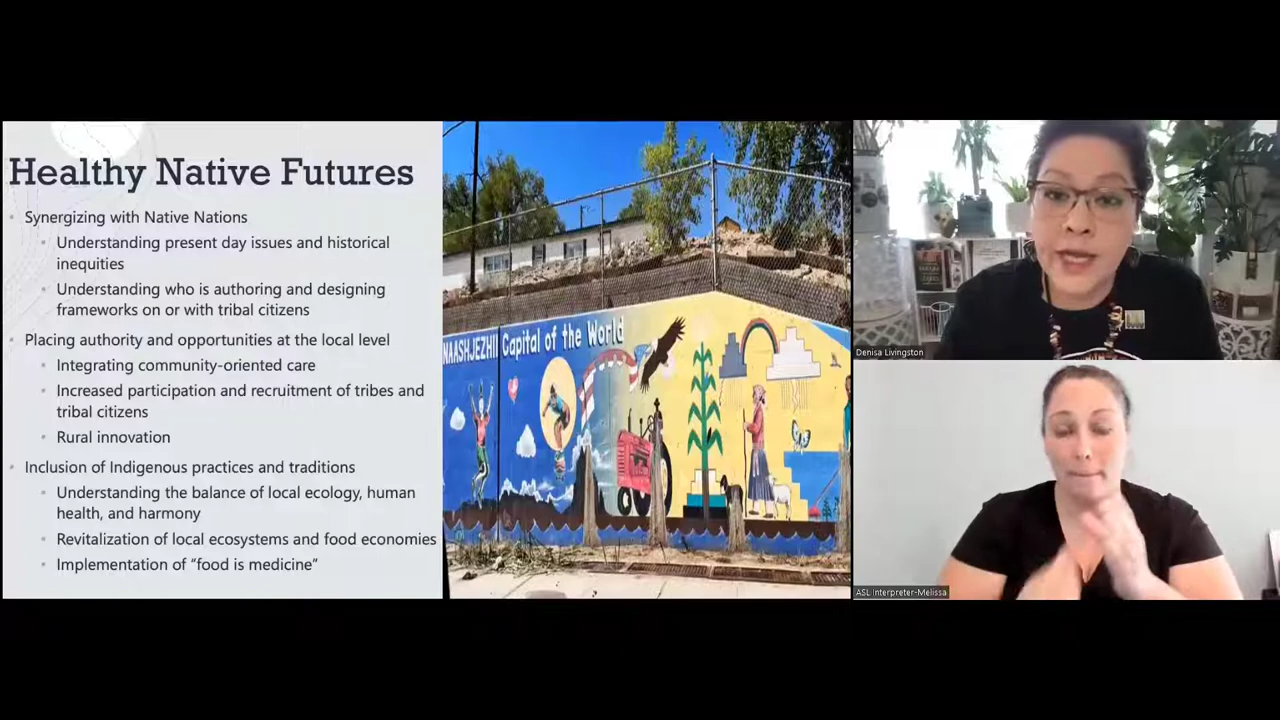 Healthy Native Futures
Synergizing with Native Nations
Understanding present day issues and historical
inequities
Understanding who is authoring and designing
frameworks on or with tribal citizens
Placing authority and opportunities at the local level
Integrating community-oriented care
Increased participation and recruitment of tribes and
tribal citizens
Rural innovation
Inclusion of Indigenous practices and traditions
Understanding the balance of local ecology, human
health, and harmony
Revitalization of local ecosystems and food economies
Implementation of “food is medicine”
NAASHJEZHII Capital of the World
Denisa Livingston
ASL Interpreter-Melissa